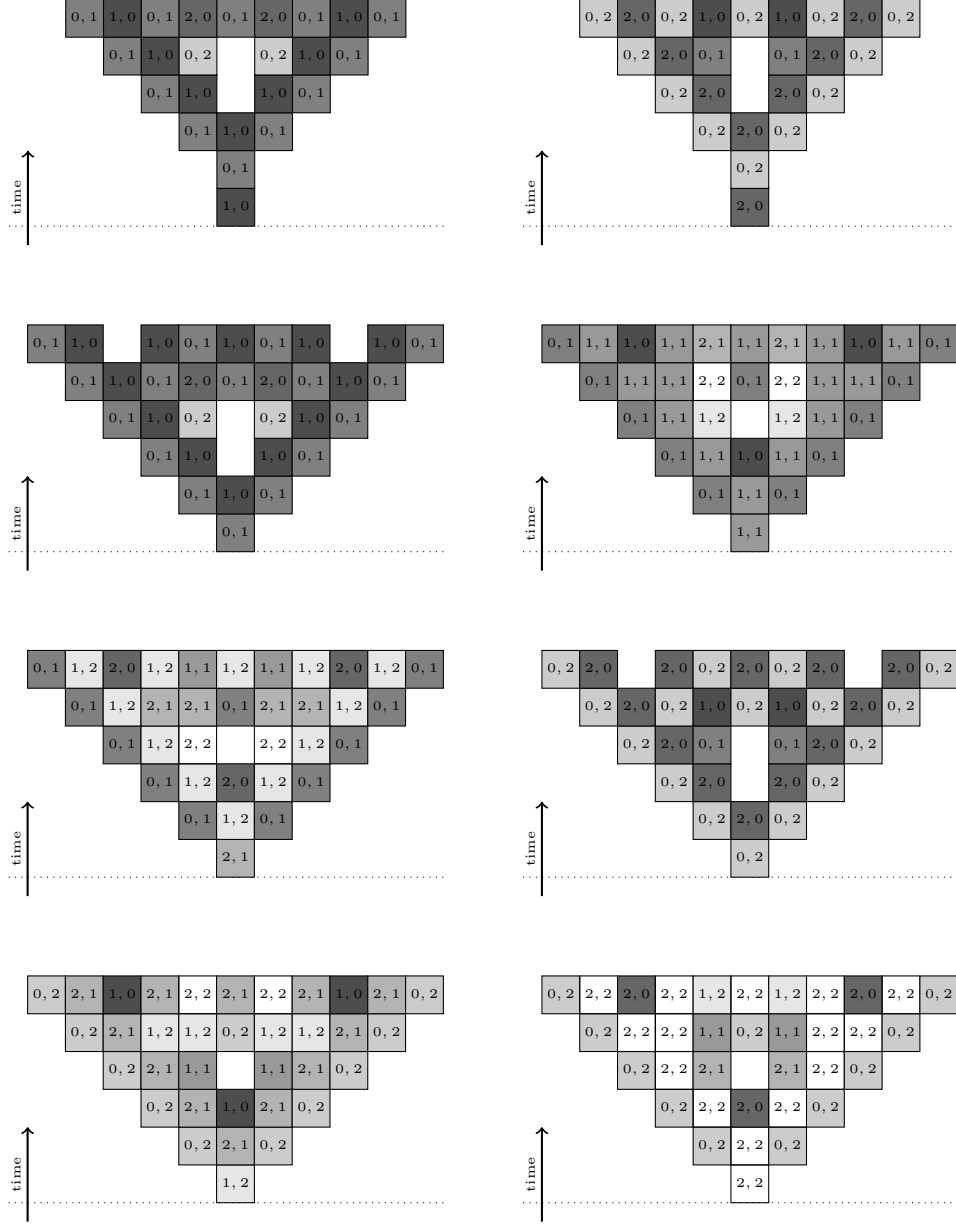 0, 1 1, 0 0, 1 2, 0 0, 1 2, 0 0, 1 1, 0 0, 1
0, 1 1, 0 0, 2 0, 2 1, 0 0, 1
0, 1 1, 0 1, 0 0, 1
0, 1 1, 0 0, 1
0, 1
1, 0
time
0, 2 2, 0 0, 2 1, 0 0, 2 1, 0 0, 2 2, 0 0, 2
0, 2 2, 0 0, 1 0, 1 2, 0 0, 2
0, 2 2, 0 2, 0 0, 2
0, 2 2, 0 0, 2
0, 2
2, 0
time
0, 1 1, 0 1, 0 0, 1 1, 0 0, 1 1, 0 1, 0 0, 1
0, 1 1, 0 0, 1 2, 0 0, 1 2, 0 0, 1 1, 0 0, 1
0, 1 1, 0 0, 2 0, 2 1, 0 0, 1
0, 1 1, 0 1, 0 0, 1
0, 1 1, 0 0, 1
0, 1
time
0, 1 1, 1 1, 0 1, 1 2, 1 1, 1 2, 1 1, 1 1, 0 1, 1 0, 1
0, 1 1, 1 1, 1 2, 2 0, 1 2, 2 1, 1 1, 1 0, 1
0, 1 1, 1 1, 2 1, 2 1, 1 0, 1
0, 1 1, 1 1, 0 1, 1 0, 1
0, 1 1, 1 0, 1
1, 1
time
0, 1 1, 2 2, 0 1, 2 1, 1 1, 2 1, 1 1, 2 2, 0 1, 2 0, 1
0, 1 1, 2 2, 1 2, 1 0, 1 2, 1 2, 1 1, 2 0, 1
0, 1 1, 2 2, 2 2, 2 1, 2 0, 1
0, 1 1, 2 2, 0 1, 2 0, 1
0, 1 1, 2 0, 1
2, 1
time
0, 2 2, 0 2, 0 0, 2 2, 0 0, 2 2, 0 2, 0 0, 2
0, 2 2, 0 0, 2 1, 0 0, 2 1, 0 0, 2 2, 0 0, 2
0, 2 2, 0 0, 1 0, 1 2, 0 0, 2
0, 2 2, 0 2, 0 0, 2
0, 2 2, 0 0, 2
0, 2
time
0, 2 2, 1 1, 0 2, 1 2, 2 2, 1 2, 2 2, 1 1, 0 2, 1 0, 2
0, 2 2, 1 1, 2 1, 2 0, 2 1, 2 1, 2 2, 1 0, 2
0, 2 2, 1 1, 1 1, 1 2, 1 0, 2
0, 2 2, 1 1, 0 2, 1 0, 2
0, 2 2, 1 0, 2
1, 2
time
0, 2 2, 2 2, 0 2, 2 1, 2 2, 2 1, 2 2, 2 2, 0 2, 2 0, 2
0, 2 2, 2 2, 2 1, 1 0, 2 1, 1 2, 2 2, 2 0, 2
0, 2 2, 2 2, 1 2, 1 2, 2 0, 2
0, 2 2, 2 2, 0 2, 2 0, 2
0, 2 2, 2 0, 2
2, 2
time